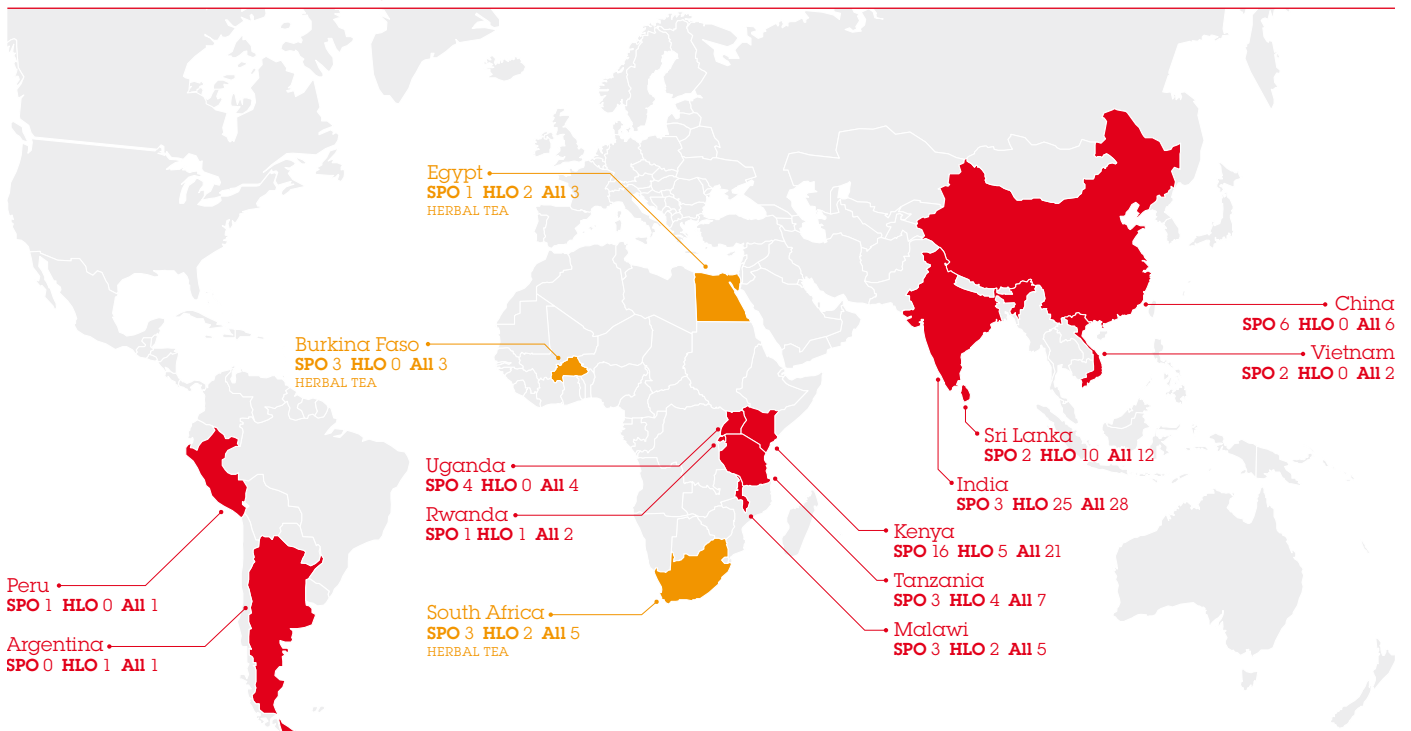 Egypt
SPO 1 HLO 2 All 3
HERBAL TEA
Burkina Faso
SPO 3 HLO 0 All 3
HERBAL TEA
China
SPO 6 HLO 0 All 6
Vietnam
SPO 2 HLO 0 All 2
Sri Lanka
SPO 2 HLO 10 All 12
India
SPO 3 HLO 25 All 28
Uganda
SPO 4 HLO 0 All 4
Rwanda
SPO 1 HLO 1 All 2
Kenya
SPO 16 HLO 5 All 21
Tanzania
SPO 3 HLO 4 All 7
Malawi
SPO 3 HLO 2 All 5
Peru
SPO 1 HLO 0 All 1
Argentina
SPO 0 HLO 1 All 1
South Africa
SPO 3 HLO 2 All 5
HERBAL TEA